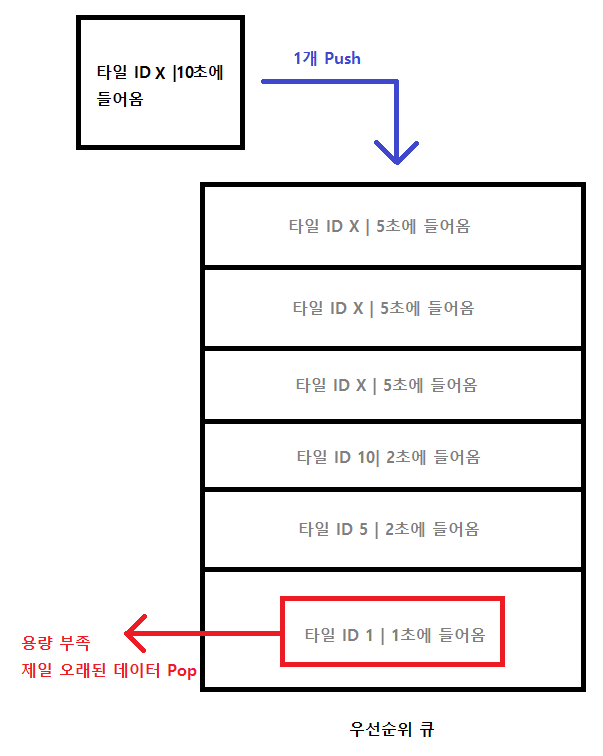 타일 ID X |10초에
들어옴
1개 Push
타일 ID X | 5초에 들어옴
타일 ID X | 5초에 들어옴
타일 ID X | 5초에 들어옴
타일 ID 10| 2초에 들어옴
타일 ID 5 | 2초에 들어옴
타일 ID 1 | 1초에 들어옴
용량 부족
제일 오래된 데이터 Pop
우선순위 큐